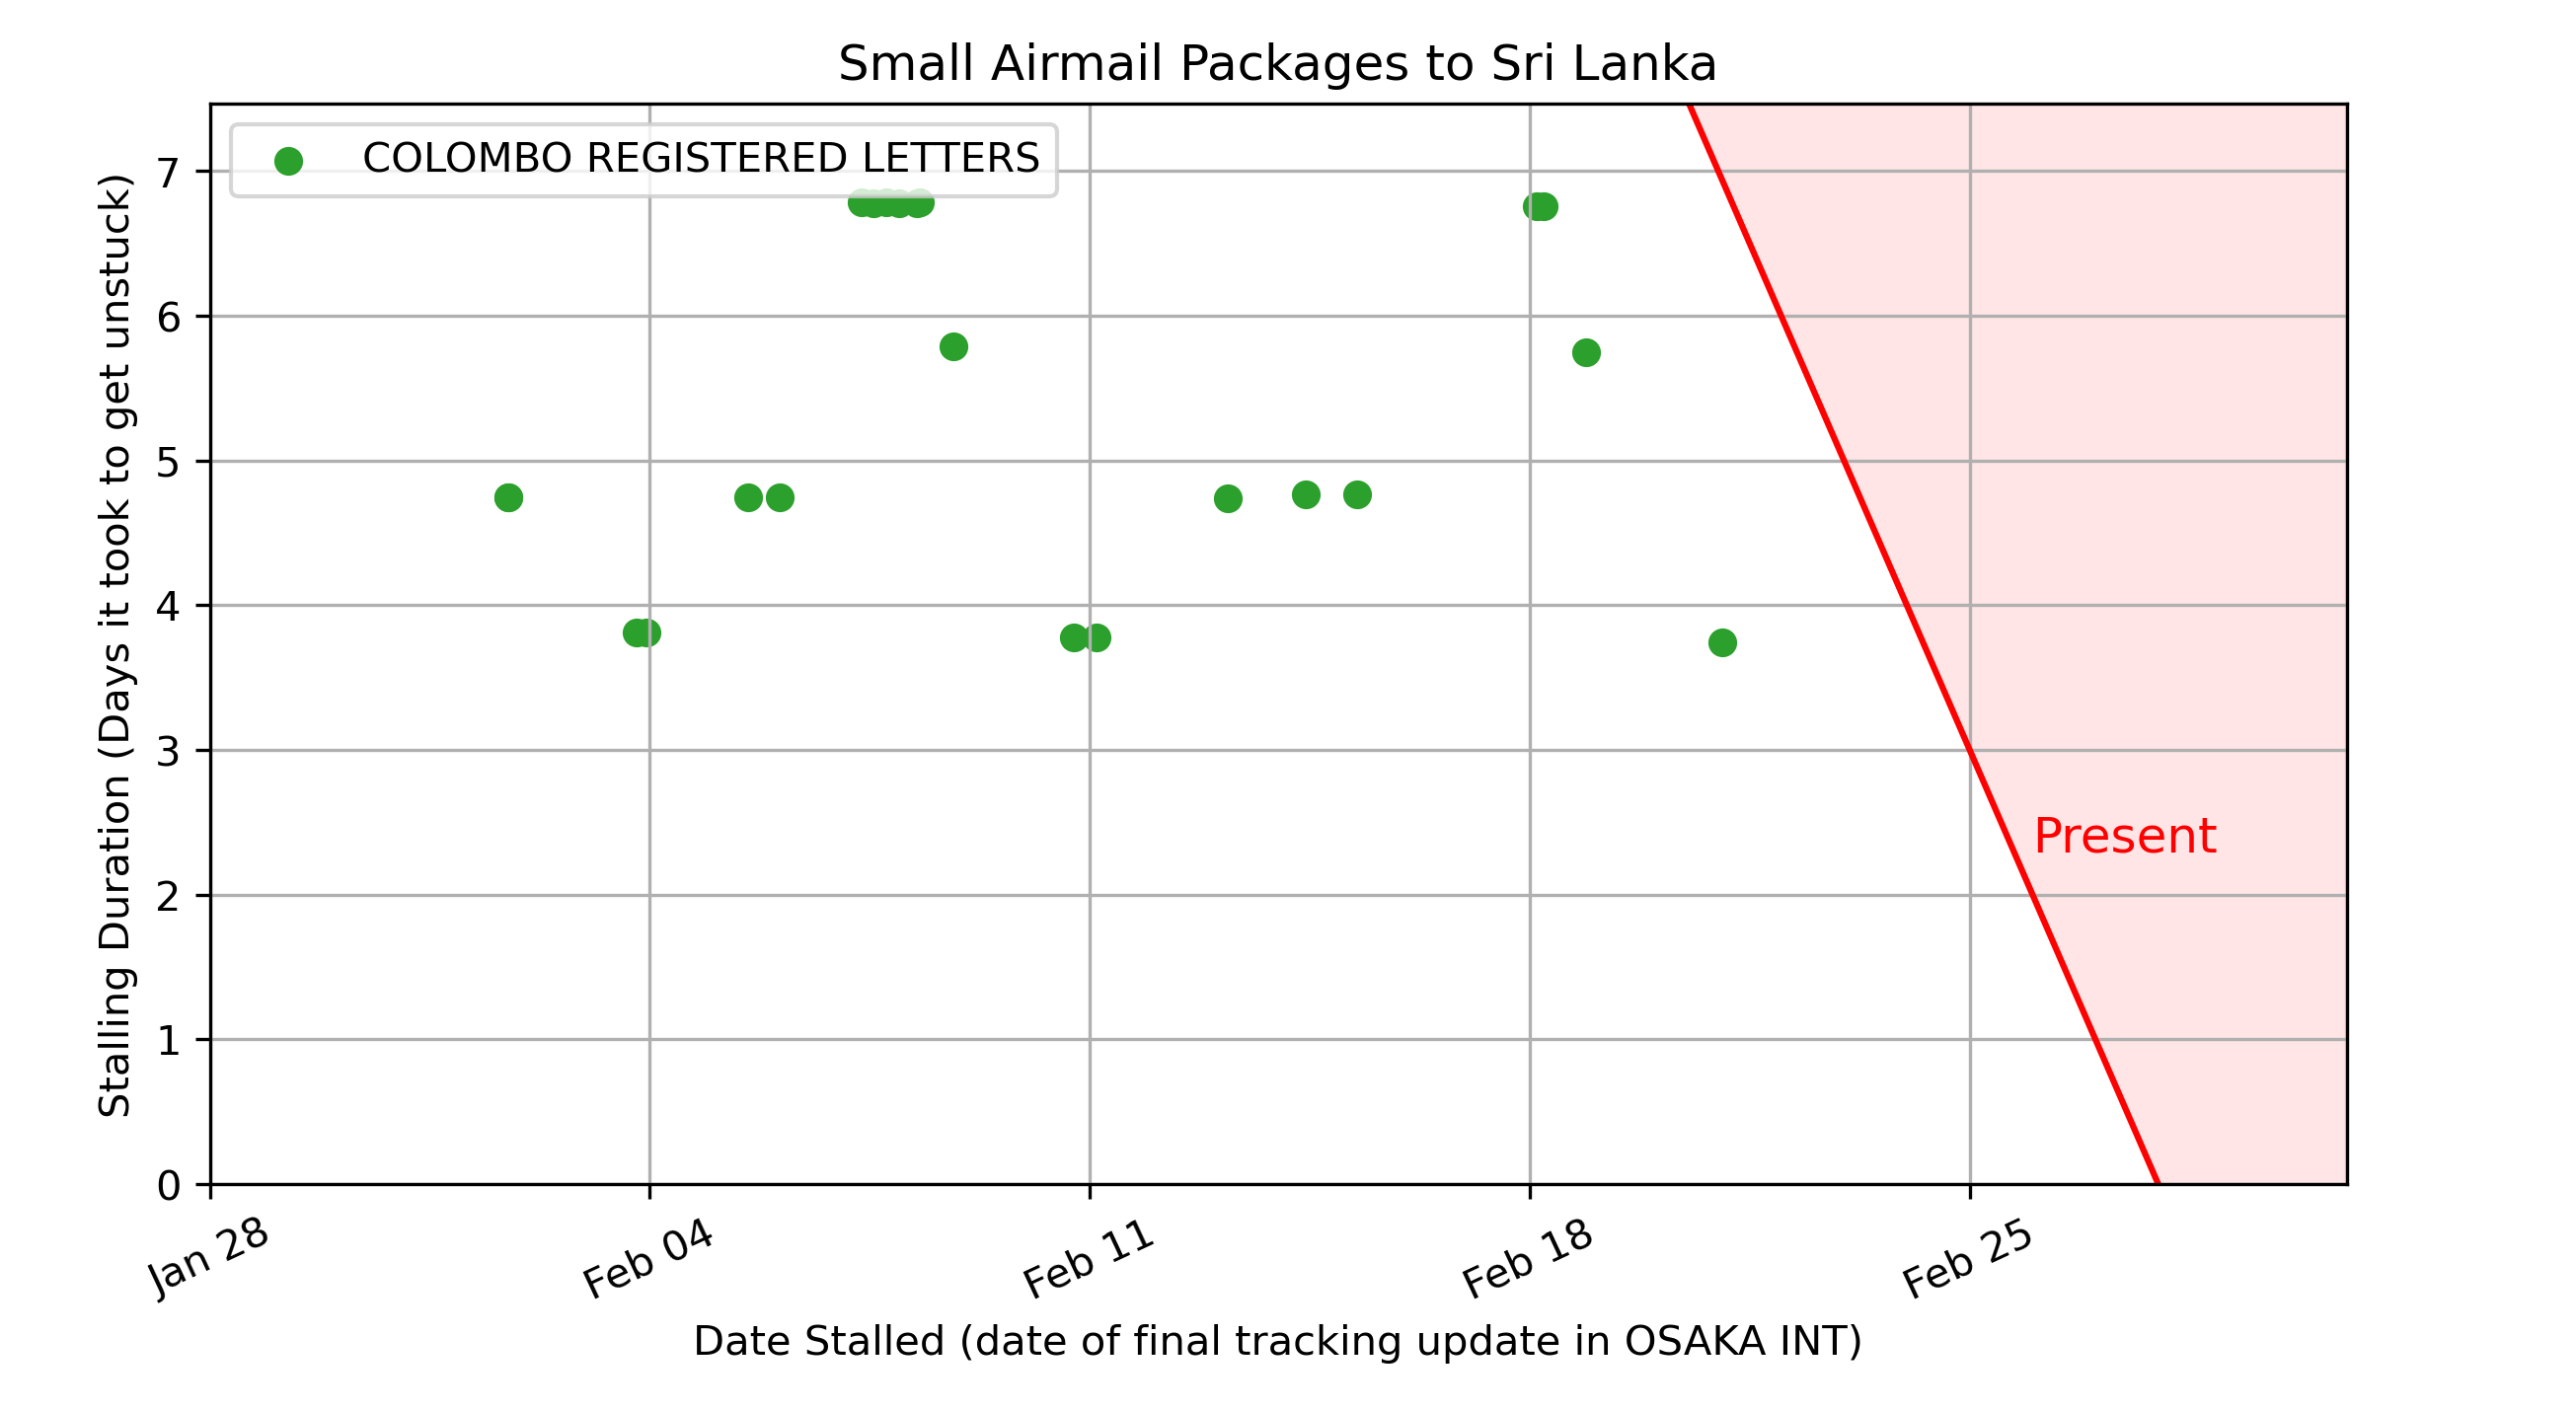 Small Airmail Packages to Sri Lanka
COLOMBO REGISTERED LETTERS
Stalling Duration (Days it took to get unstuck)
7
6
5
4
3
2
1
0
Present
Jan 28
Feb 04
Feb 11
Feb 18
Feb 25
Date Stalled (date of final tracking update in OSAKA INT)